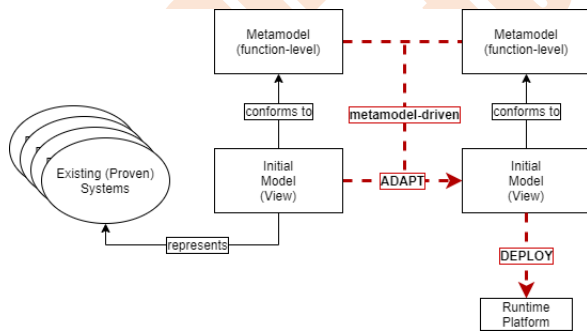 Metamodel
(function-level)
Metamodel
(function-level)
conforms to
metamodel-driven
conforms to
Existing (Proven)
Systems
Initial
Model
(View)
ADAPT
Initial
Model
(View)
represents
DEPLOY
Runtime
Platform